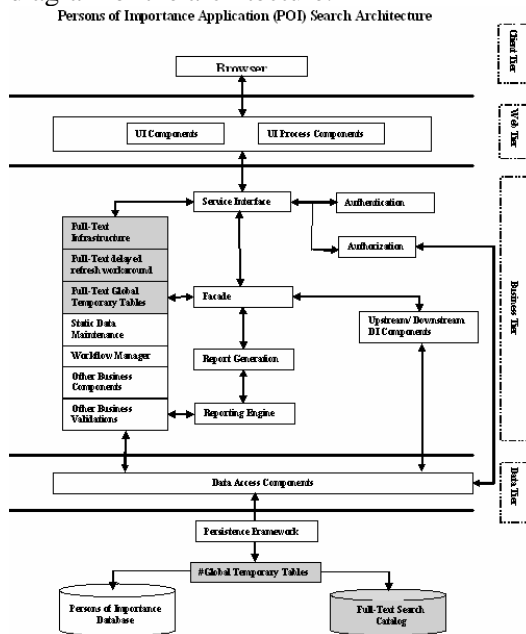 Persons of Importance Application (POI) Search Architecture
Client Tier
Browser
Web Tier
UI Components
UI Process Components
Business Tier
Service Interface
Authentication
Authorization
Full-Text
Infrastructure
Full-Text delayed
refresh workaround
Full-Text Global
Temporary Tables
Static Data
Maintenance
Workflow Manager
Other Business
Components
Other Business
Validations
Facade
Upstream/ Downstream
DI Components
Report Generation
Reporting Engine
Data Tier
Data Access Components
Persistence Framework
#Global Temporary Tables
Persons of Importance
Database
Full-Text Search
Catalog